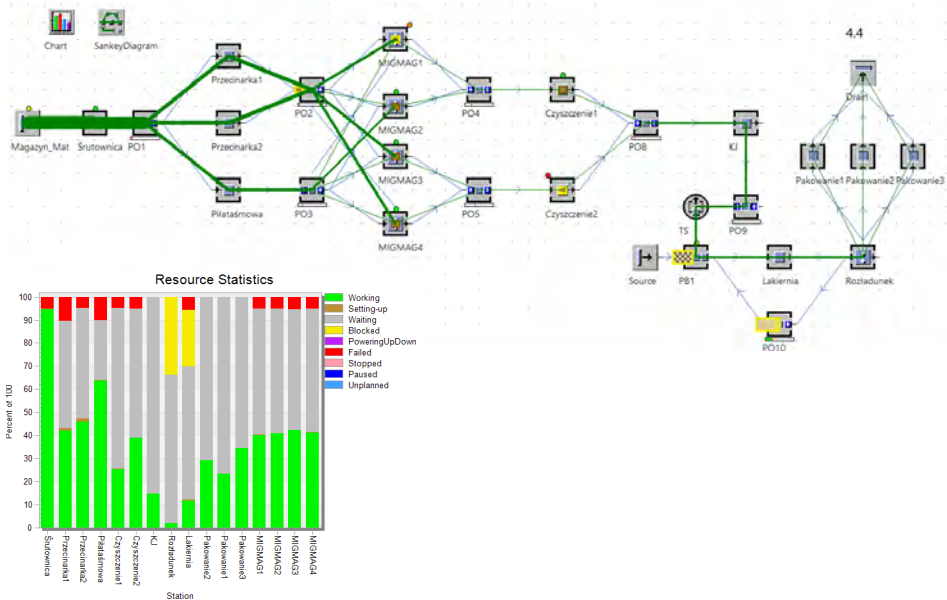 Chart
SankeyDiagram
4.4
Magazyn_Mat
Śrutownica
PO1
Przecinarka1
Przecinarka2
Piłataśmowa
PO2
PO3
MIGMAG1
MIGMAG2
MIGMAG3
MIGMAG4
PO4
PO5
Czyszczenie1
Czyszczenie2
PO8
KJ
Drain
Pakowanie1
Pakowanie2
Pakowanie3
TS
PO9
Source
PB1
Lakiernia
Rozładunek
PO10
Resource Statistics
Percent of 100
100
90
80
70
60
50
40
30
20
10
0
Working
Setting-up
Waiting
Blocked
PoweringUpDown
Failed
Stopped
Paused
Unplanned
Śrutownica
Przecinarka1
Przecinarka2
Piłataśmowa
Czyszczenie1
Czyszczenie2
KJ
Rozładunek
Lakiernia
Pakowanie2
Pakowanie1
Pakowanie3
MIGMAG1
MIGMAG2
MIGMAG3
MIGMAG4
Station